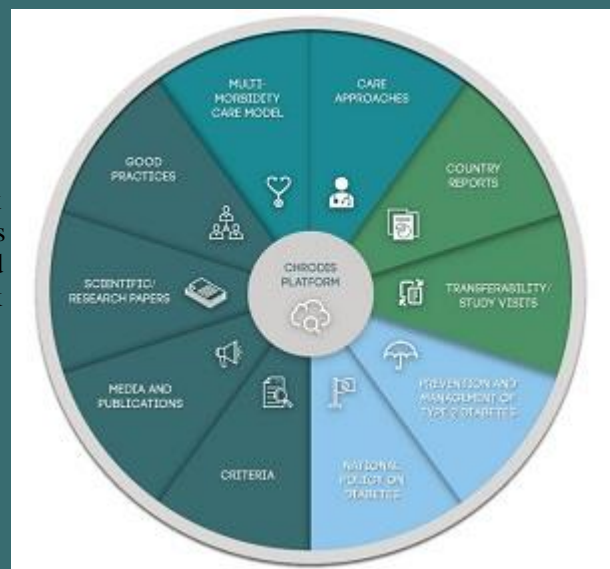 MULTI-
MORBIDITY
CARE MODEL
CARE
APPROACHES
COUNTRY
REPORTS
TRANSFERABILITY/
STUDY VISITS
PREVENTION AND
MANAGEMENT OF
TYPE 2 DIABETES
NATIONAL
POLICY ON
DIABETES
CRITERIA
MEDIA AND
PUBLICATIONS
SCIENTIFIC/
RESEARCH PAPERS
GOOD
PRACTICES
CHRODIS
PLATFORM